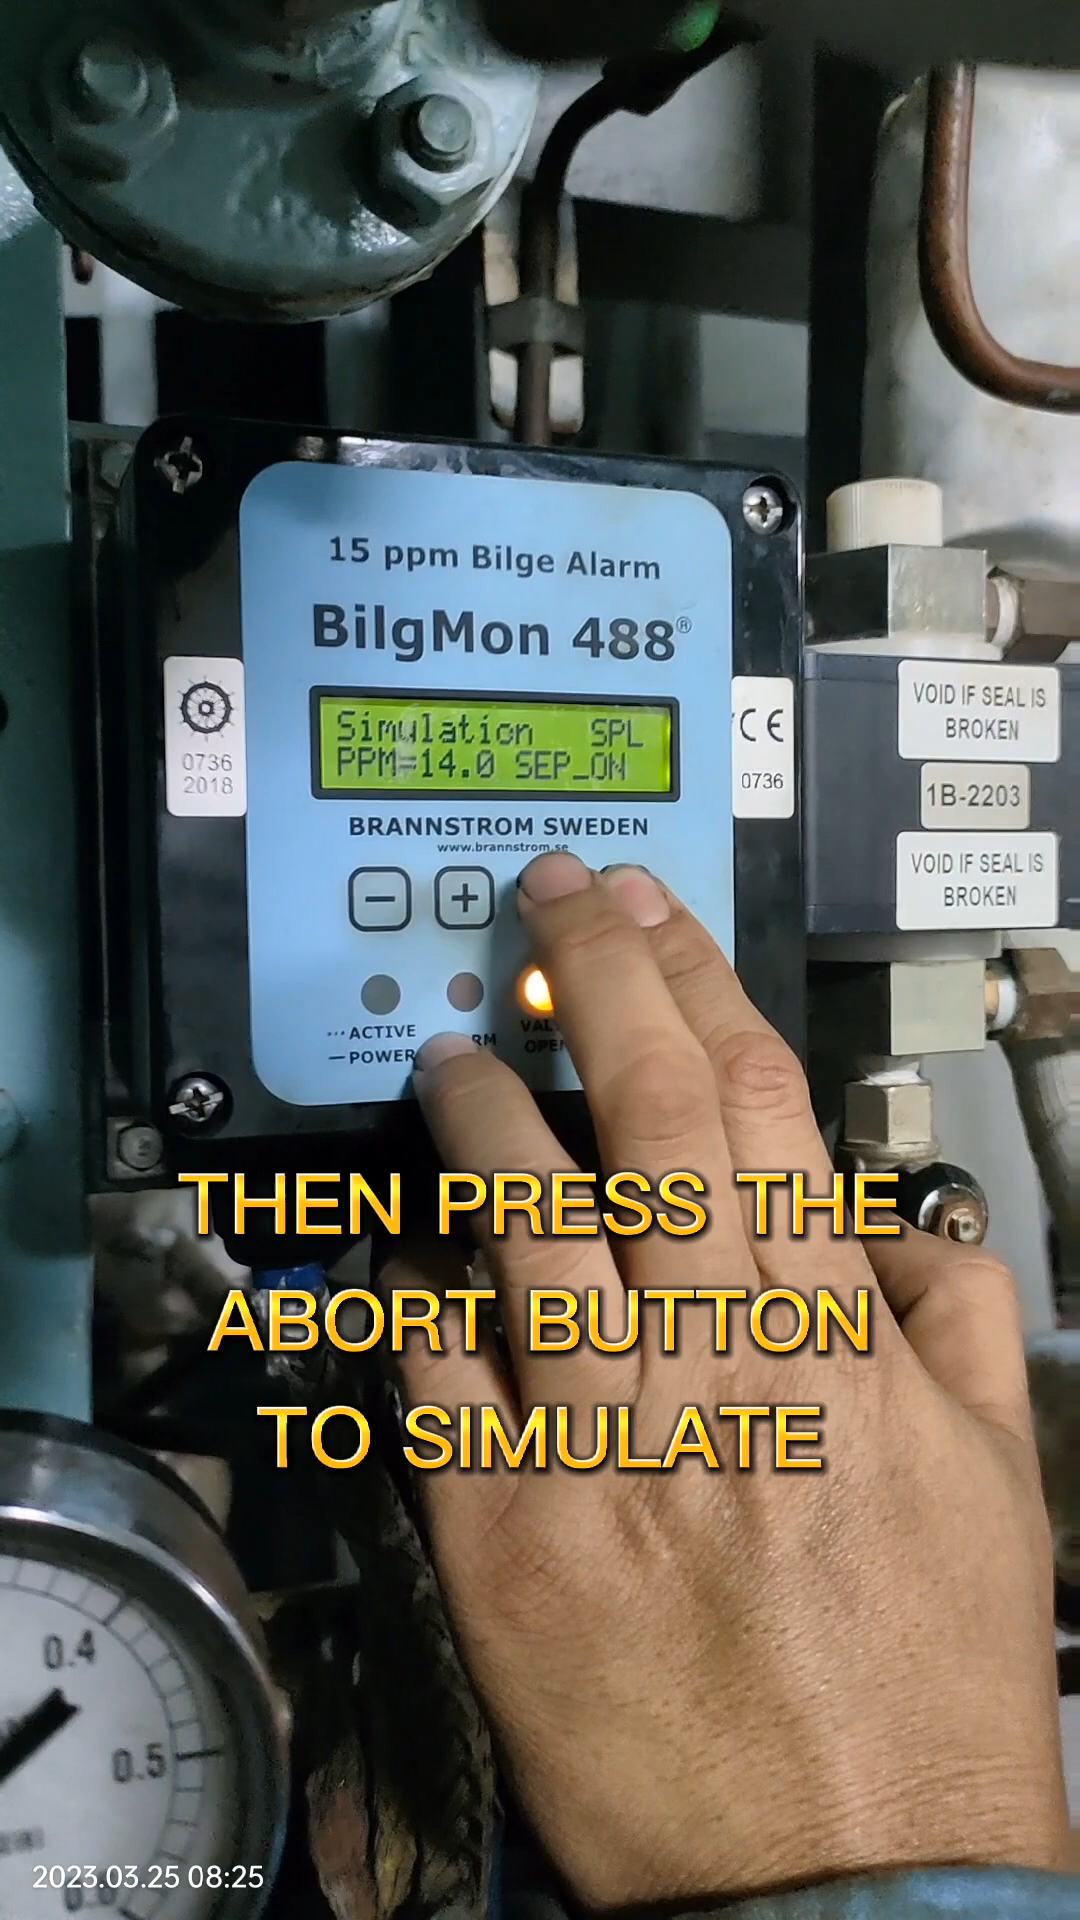 15 ppm Bilge Alarm
BilgMon 488®
Simulation SPL
PPM=14.0 SEP_ON
BRANNSTROM SWEDEN
www.brannstrom.se
− +
ACTIVE
POWER
OPEN
0736
2018
CE
0736
VOID IF SEAL IS
BROKEN
1B-2203
VOID IF SEAL IS
BROKEN
THEN PRESS THE
ABORT BUTTON
TO SIMULATE
0.4
0.5
2023.03.25 08:25